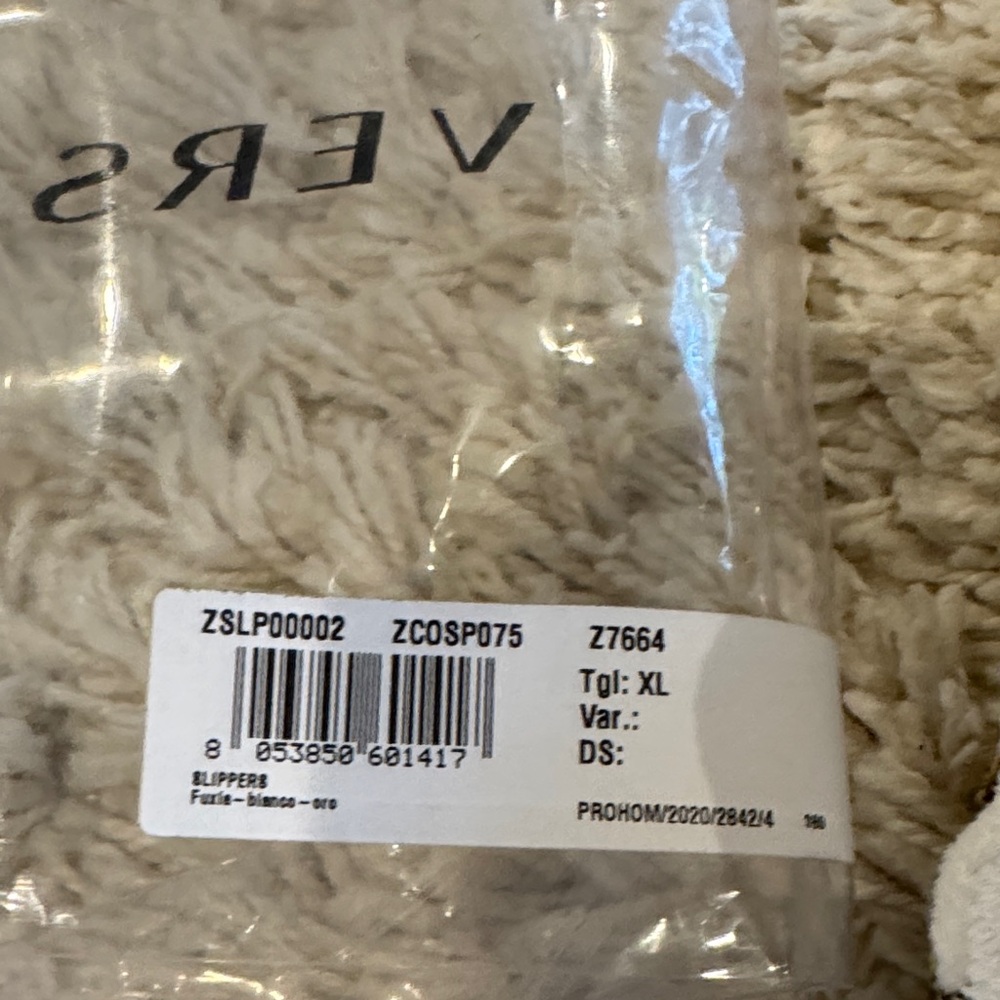 VERS
ZSLP00002 ZCOSP075 Z7664
Tgl: XL
Var.:
DS:
8 053850 601417
SLIPPERS
Fuxia-bianco-oro
PROHOM/2020/2842/4